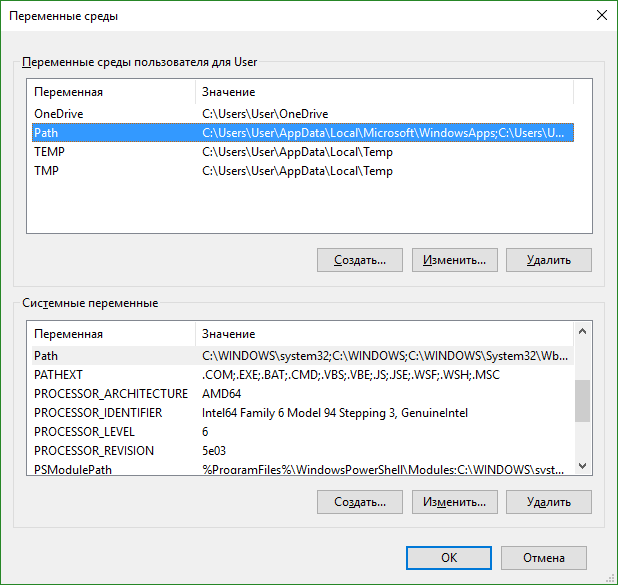 Переменные среды
Переменные среды пользователя для User
Переменная Значение
OneDrive C:\Users\User\OneDrive
Path C:\Users\User\AppData\Local\Microsoft\WindowsApps;C:\Users\U...
TEMP C:\Users\User\AppData\Local\Temp
TMP C:\Users\User\AppData\Local\Temp
Создать... Изменить... Удалить
Системные переменные
Переменная Значение
Path C:\WINDOWS\system32;C:\WINDOWS;C:\WINDOWS\System32\Wb...
PATHEXT .COM;.EXE;.BAT;.CMD;.VBS;.VBE;.JS;.JSE;.WSF;.WSH;.MSC
PROCESSOR_ARCHITECTURE AMD64
PROCESSOR_IDENTIFIER Intel64 Family 6 Model 94 Stepping 3, GenuineIntel
PROCESSOR_LEVEL 6
PROCESSOR_REVISION 5e03
PSModulePath %ProgramFiles%\WindowsPowerShell\Modules;C:\WINDOWS\syst...
Создать... Изменить... Удалить
OK Отмена